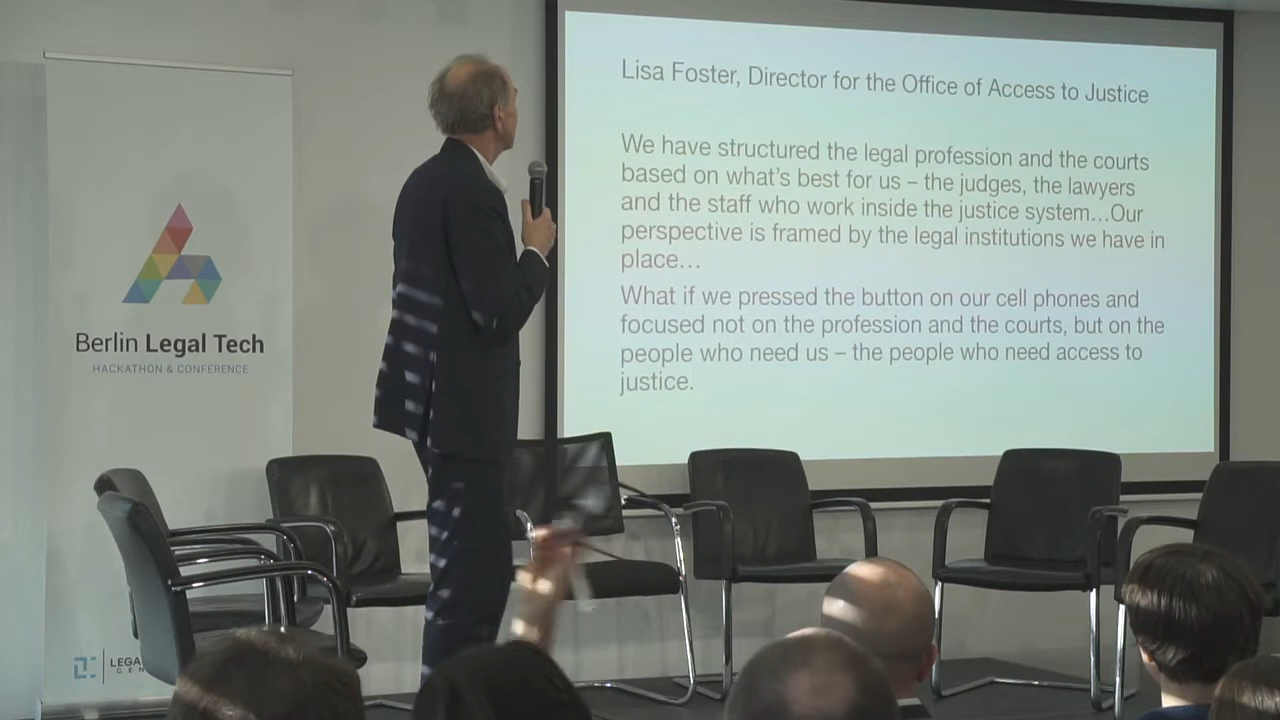 Lisa Foster, Director for the Office of Access to Justice
We have structured the legal profession and the courts
based on what's best for us – the judges, the lawyers
and the staff who work inside the justice system…Our
perspective is framed by the legal institutions we have in
place…
What if we pressed the button on our cell phones and
focused not on the profession and the courts, but on the
people who need us – the people who need access to
justice.
Berlin Legal Tech
HACKATHON & CONFERENCE